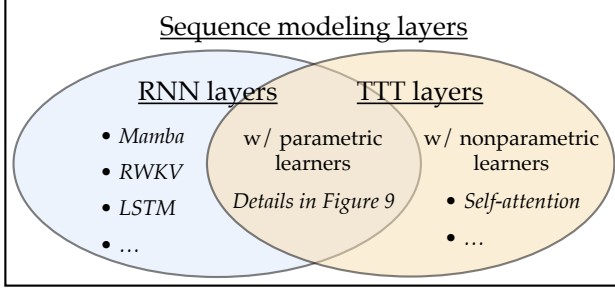 Sequence modeling layers
RNN layers
• Mamba
• RWKV
• LSTM
• ...
w/ parametric
learners
Details in Figure 9
TTT layers
w/ nonparametric
learners
• Self-attention
• ...